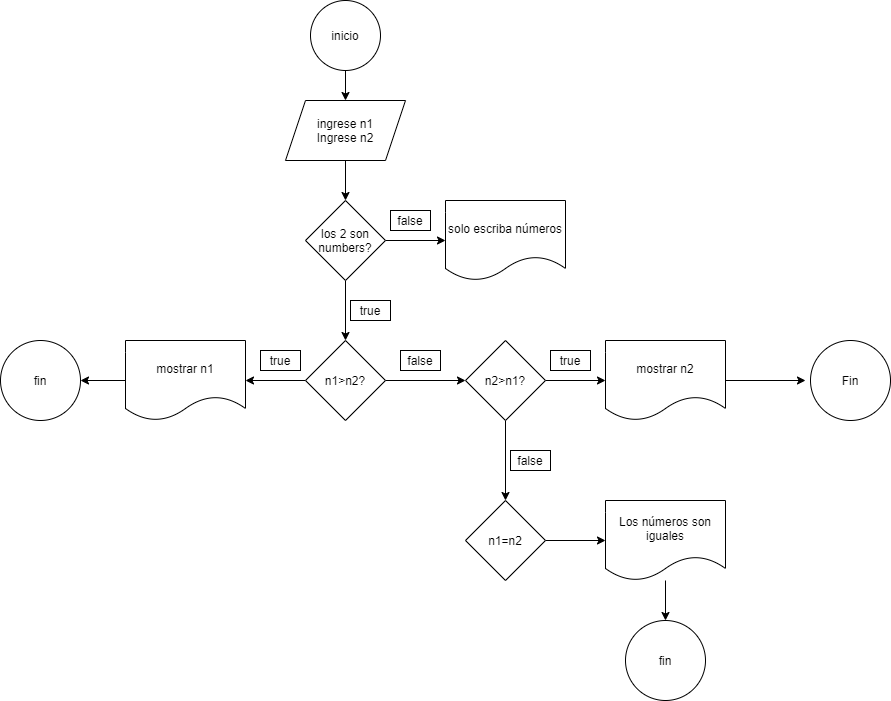 inicio
ingrese n1
Ingrese n2
los 2 son
numbers?
false
solo escriba números
true
fin
mostrar n1
true
n1>n2?
false
n2>n1?
true
mostrar n2
Fin
false
n1=n2
Los números son
iguales
fin